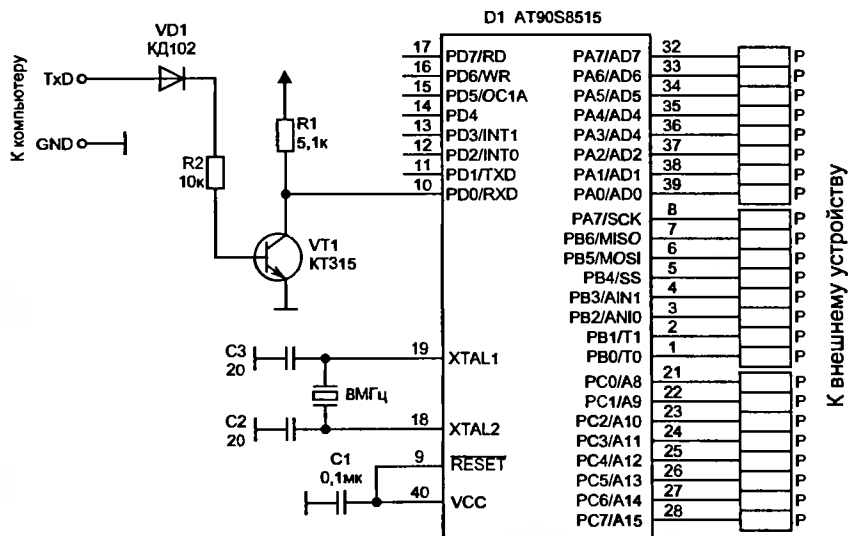 D1 AT90S8515
VD1
КД102
TxD
GND
К компьютеру
R2
10к
R1
5,1к
VT1
КТ315
17 PD7/RD
16 PD6/WR
15 PD5/OC1A
14 PD4
13 PD3/INT1
12 PD2/INT0
11 PD1/TXD
10 PD0/RXD
C3
20
19 XTAL1
8МГц
C2
20
18 XTAL2
C1
0,1мк
9 RESET
40 VCC
PA7/AD7 32 P
PA6/AD6 33 P
PA5/AD5 34 P
PA4/AD4 35 P
PA3/AD4 36 P
PA2/AD2 37 P
PA1/AD1 38 P
PA0/AD0 39 P
PA7/SCK 8 P
PB6/MISO 7 P
PB5/MOSI 6 P
PB4/SS 5 P
PB3/AIN1 4 P
PB2/ANI0 3 P
PB1/T1 2 P
PB0/T0 1 P
PC0/A8 21 P
PC1/A9 22 P
PC2/A10 23 P
PC3/A11 24 P
PC4/A12 25 P
PC5/A13 26 P
PC6/A14 27 P
PC7/A15 28 P
К внешнему устройству